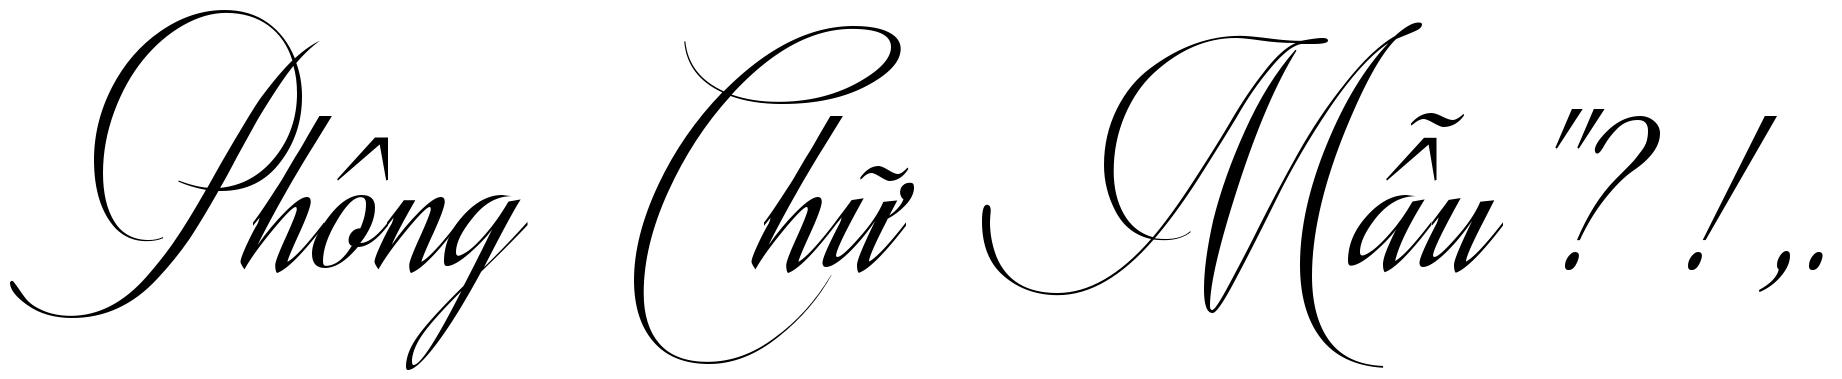 Phông Chữ Mẫu "? ! ,.